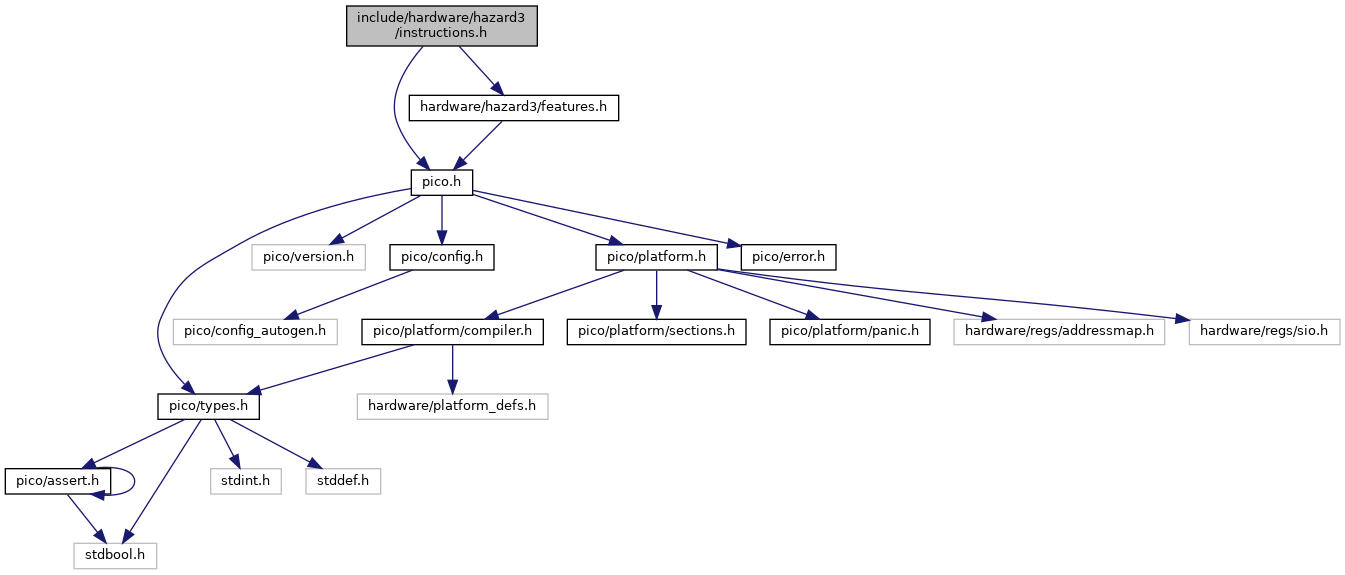 include/hardware/hazard3
/instructions.h
hardware/hazard3/features.h
pico.h
pico/version.h
pico/config.h
pico/platform.h
pico/error.h
pico/config_autogen.h
pico/platform/compiler.h
pico/platform/sections.h
pico/platform/panic.h
hardware/regs/addressmap.h
hardware/regs/sio.h
pico/types.h
hardware/platform_defs.h
pico/assert.h
stdint.h
stddef.h
stdbool.h